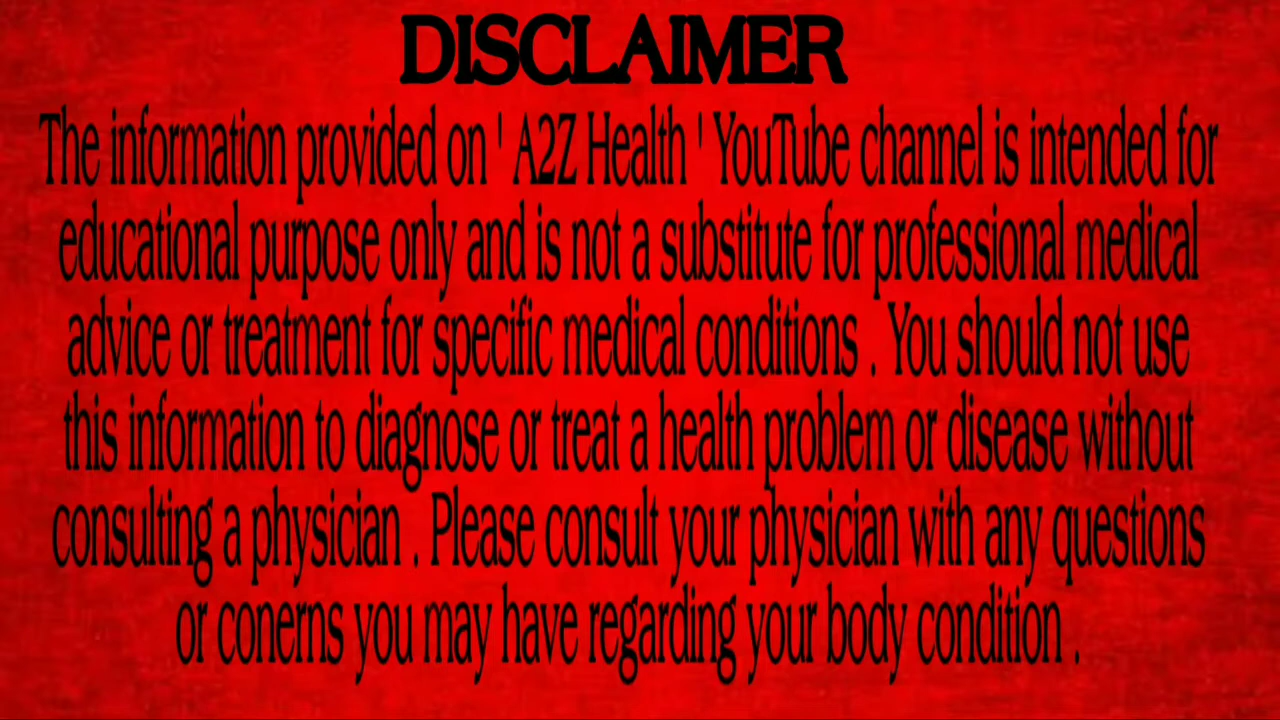 DISCLAIMER
The information provided on ' A2Z Health ' YouTube channel is intended for
educational purpose only and is not a substitute for professional medical
advice or treatment for specific medical conditions . You should not use
this information to diagnose or treat a health problem or disease without
consulting a physician . Please consult your physician with any questions
or conerns you may have regarding your body condition .